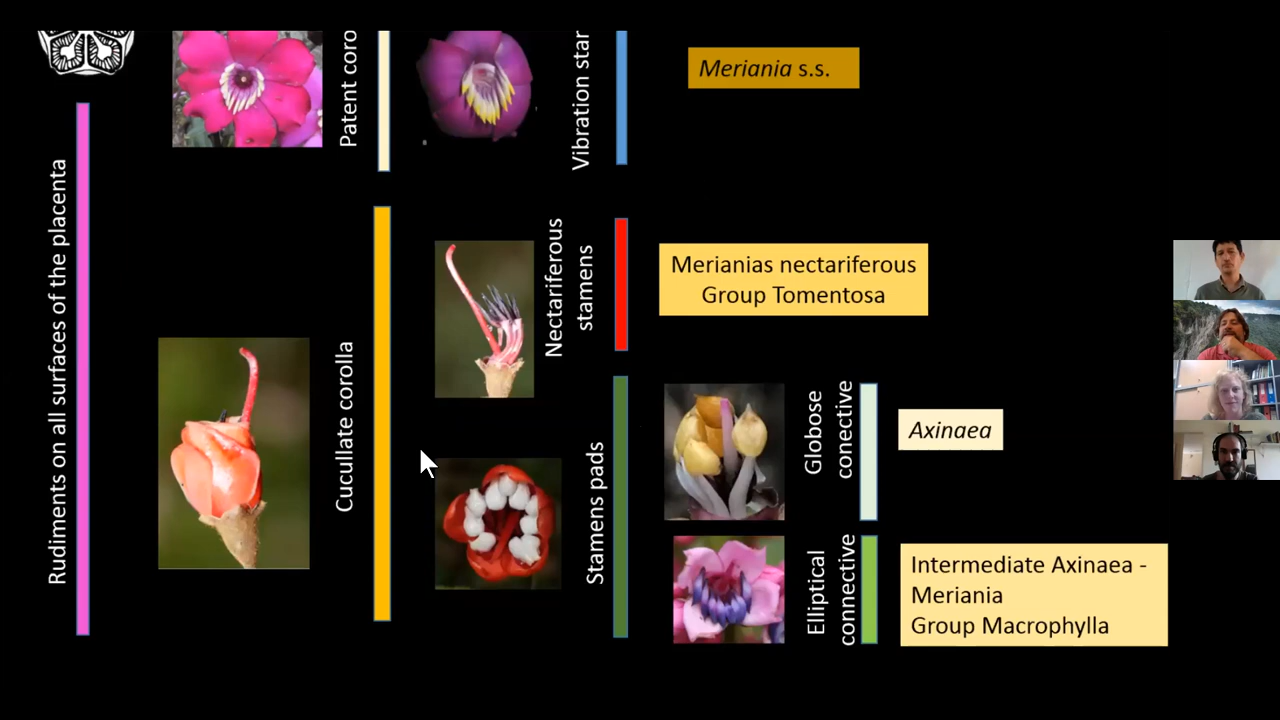 Rudiments on all surfaces of the placenta
Patent coro
Vibration star
Meriania s.s.
Cucullate corolla
Nectariferous
stamens
Merianias nectariferous
Group Tomentosa
Stamens pads
Globose
conective
Axinaea
Elliptical
connective
Intermediate Axinaea -
Meriania
Group Macrophylla